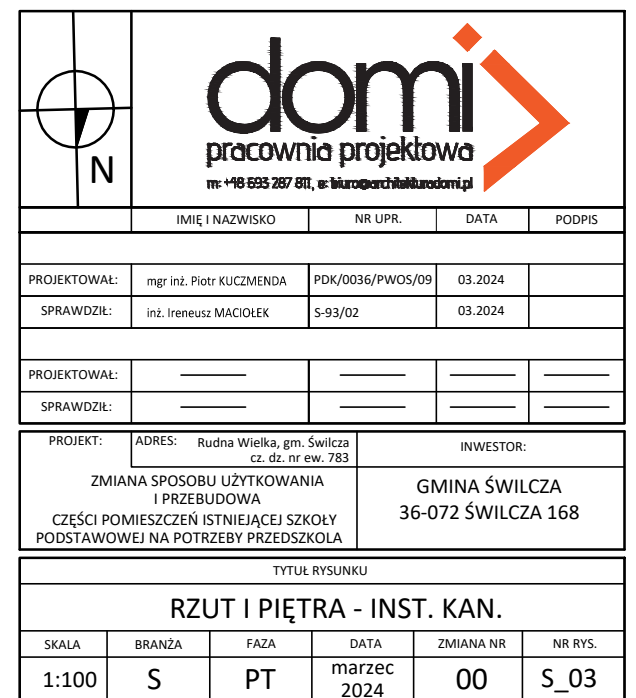 N
domi
pracownia projektowa
m: +48 693 287 811, e: biuro@architekturadomi.pl
IMIĘ I NAZWISKO NR UPR. DATA PODPIS
PROJEKTOWAŁ: mgr inż. Piotr KUCZMENDA PDK/0036/PWOS/09 03.2024
SPRAWDZIŁ: inż. Ireneusz MACIOŁEK S-93/02 03.2024
PROJEKTOWAŁ:
SPRAWDZIŁ:
PROJEKT: ADRES: Rudna Wielka, gm. Świlcza
cz. dz. nr ew. 783
ZMIANA SPOSOBU UŻYTKOWANIA
I PRZEBUDOWA
CZĘŚCI POMIESZCZEŃ ISTNIEJĄCEJ SZKOŁY
PODSTAWOWEJ NA POTRZEBY PRZEDSZKOLA
INWESTOR:
GMINA ŚWILCZA
36-072 ŚWILCZA 168
TYTUŁ RYSUNKU
RZUT I PIĘTRA - INST. KAN.
SKALA BRANŻA FAZA DATA ZMIANA NR NR RYS.
1:100 S PT marzec 2024 00 S_03